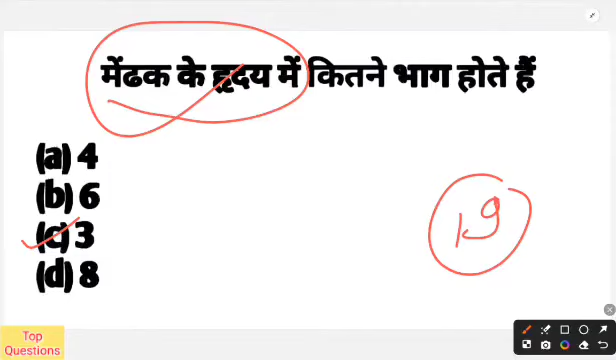 मेंढक के हृदय में कितने भाग होते हैं
(a) 4
(b) 6
(c) 3
(d) 8
19
Top
Questions